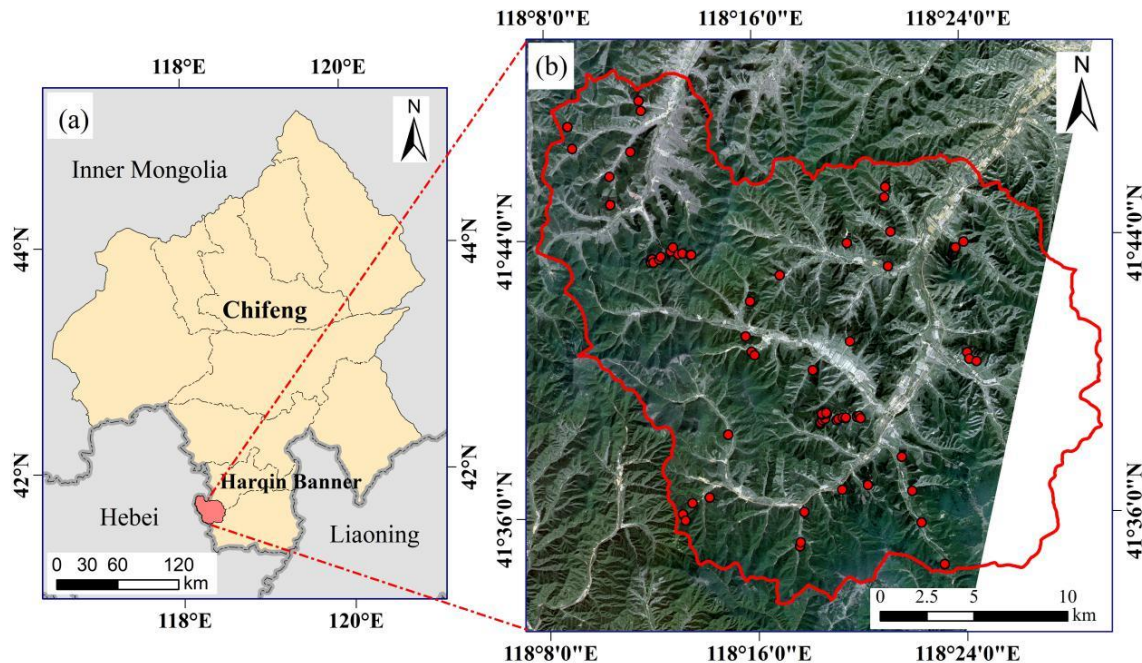 118°E 120°E
118°8'0"E 118°16'0"E 118°24'0"E
(a)
N
Inner Mongolia
44°N
44°N
Chifeng
42°N
42°N
Harqin Banner
Hebei
Liaoning
0 30 60 120
km
118°E 120°E
(b)
N
41°44'0"N
41°44'0"N
41°36'0"N
41°36'0"N
0 2.5 5 10
km
118°8'0"E 118°16'0"E 118°24'0"E